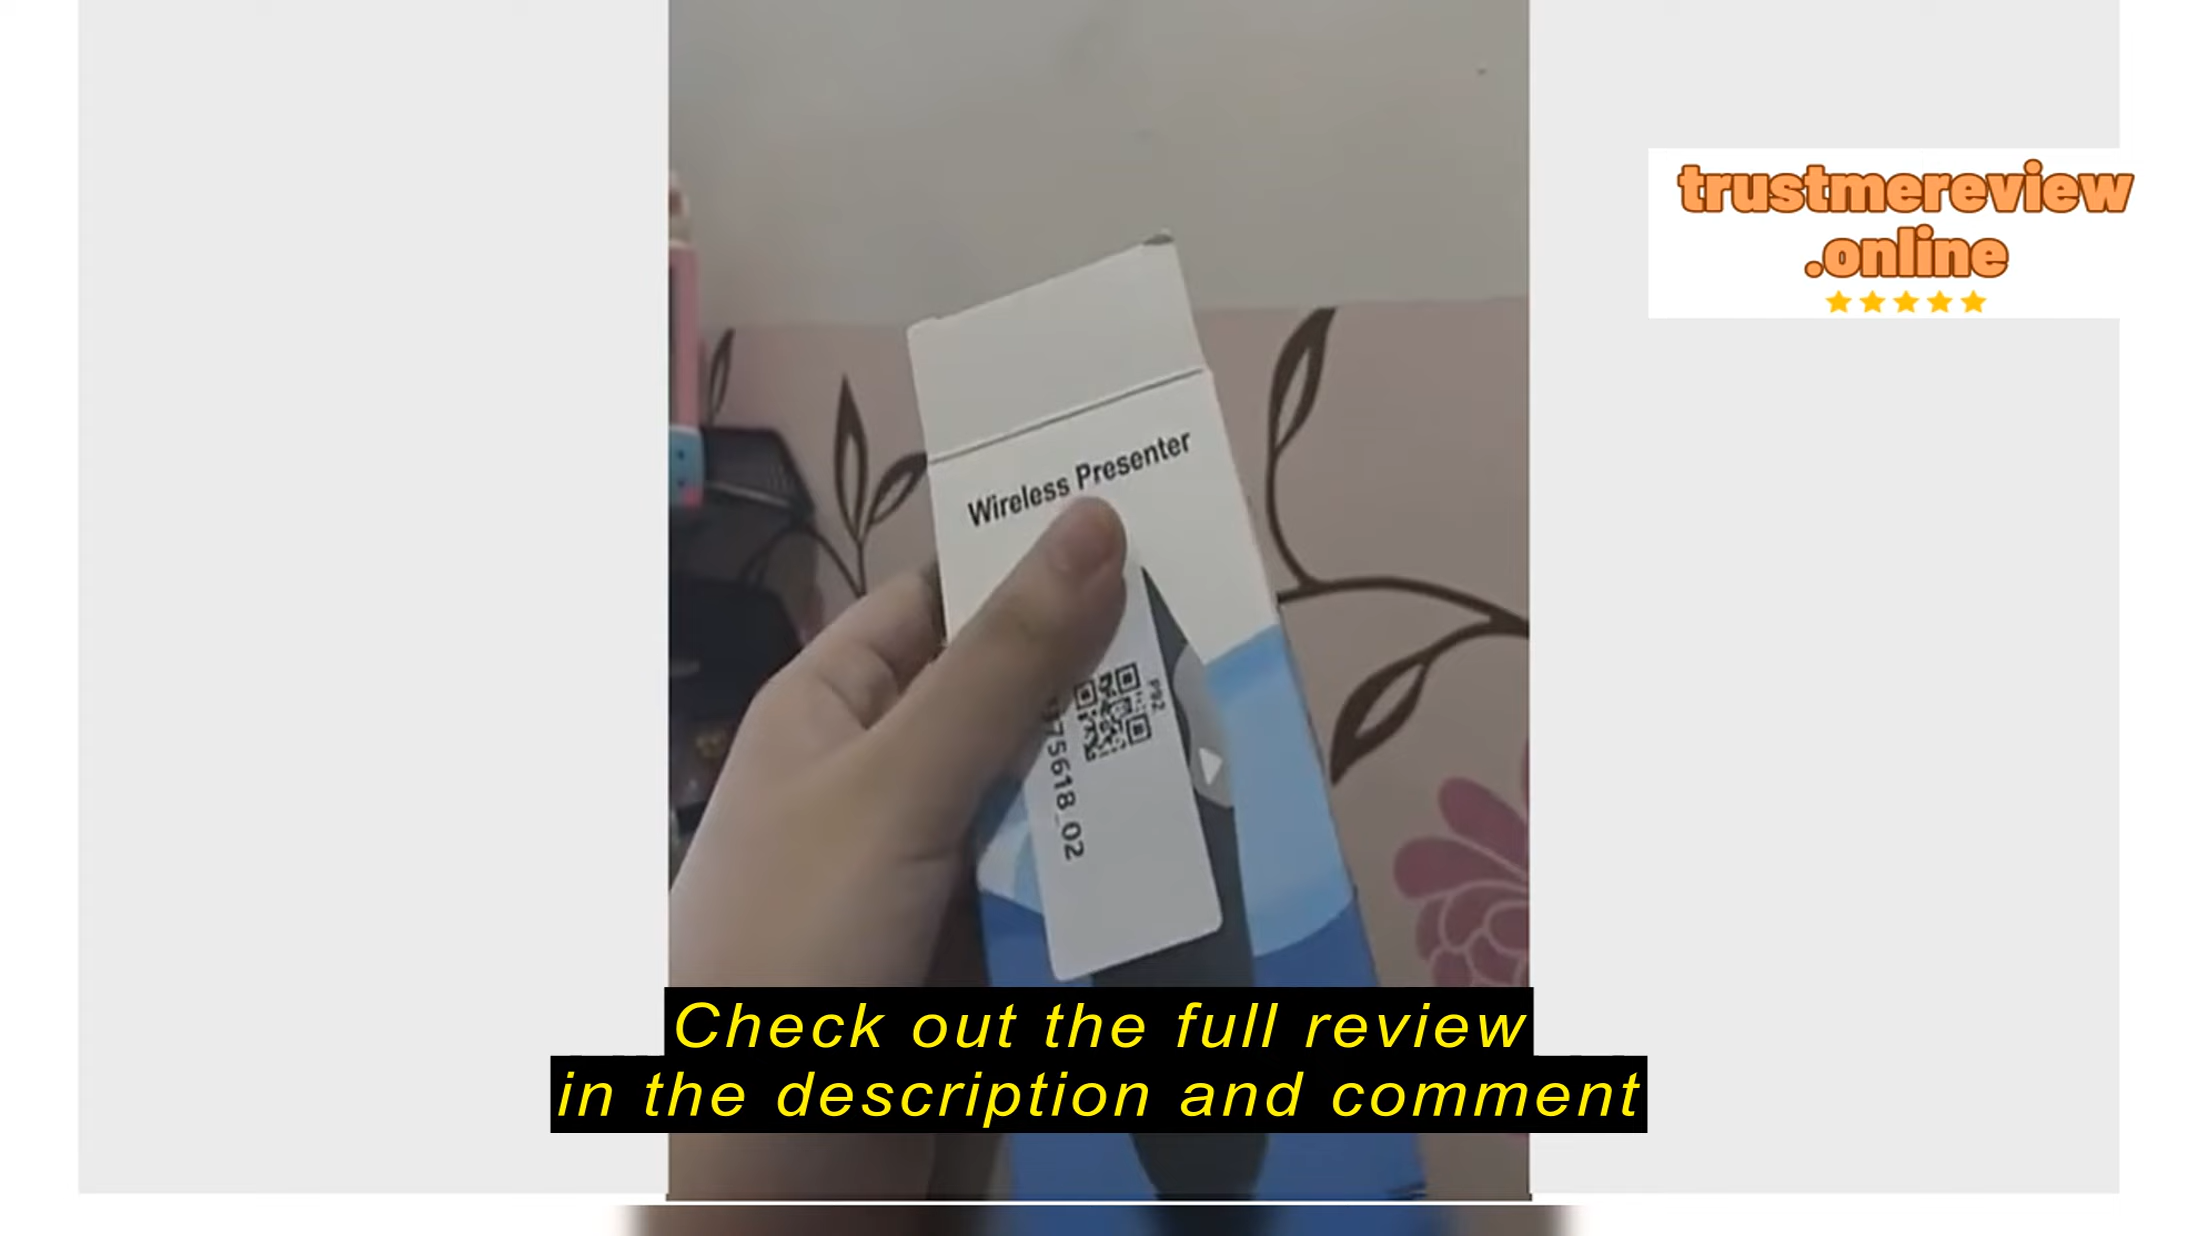 trustmereview
.online
Wireless Presenter
P92
75618_02
Check out the full review
in the description and comment